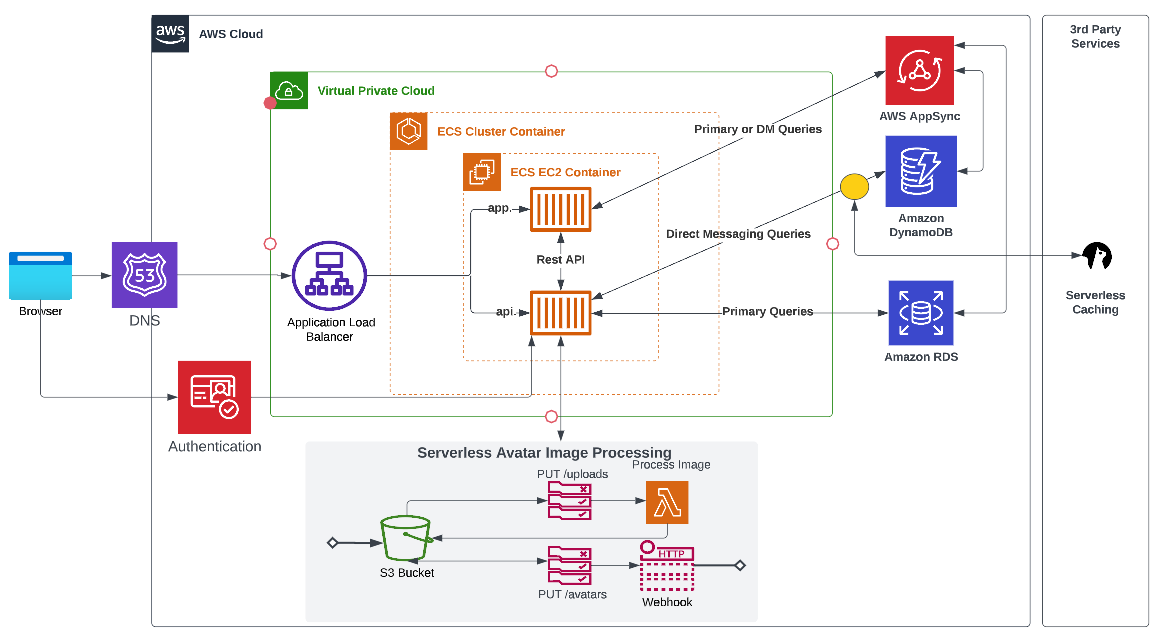 aws
AWS Cloud
3rd Party
Services
Virtual Private Cloud
AWS AppSync
ECS Cluster Container
Primary or DM Queries
ECS EC2 Container
app.
Amazon
DynamoDB
Direct Messaging Queries
Rest API
53
Browser
DNS
Application Load
Balancer
api.
Primary Queries
Serverless
Caching
Amazon RDS
Authentication
Serverless Avatar Image Processing
Process Image
PUT /uploads
S3 Bucket
HTTP
PUT /avatars
Webhook